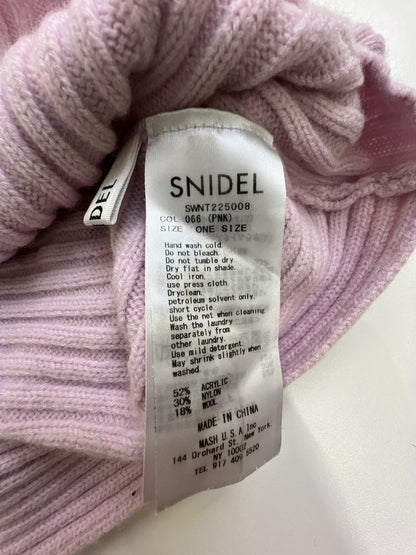 SNIDEL
SWNT225008
COL 066 (PNK)
SIZE ONE SIZE
Hand wash cold.
Do not bleach.
Do not tumble dry.
Dry flat in shade.
Cool iron.
use press cloth
Dryclean.
petroleum solvent only.
short cycle.
Use the net when cleaning
Wash the laundry
separately from
other laundry.
Use mild detergent.
May shrink slightly when
washed.
52% ACRYLIC
30% NYLON
18% WOOL
MADE IN CHINA
MASH U S A Inc
144 Orchard St. New York.
NY 10002
TEL 917 409 5520
DEL